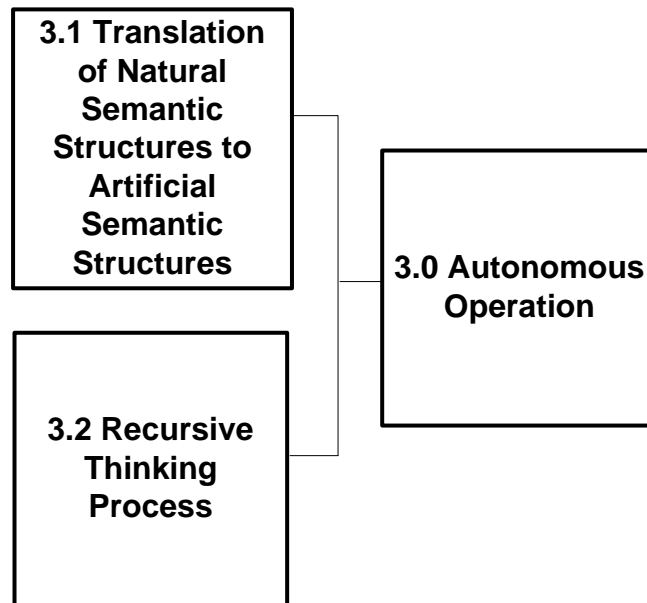 3.1 Translation
of Natural
Semantic
Structures to
Artificial
Semantic
Structures
3.0 Autonomous
Operation
3.2 Recursive
Thinking
Process